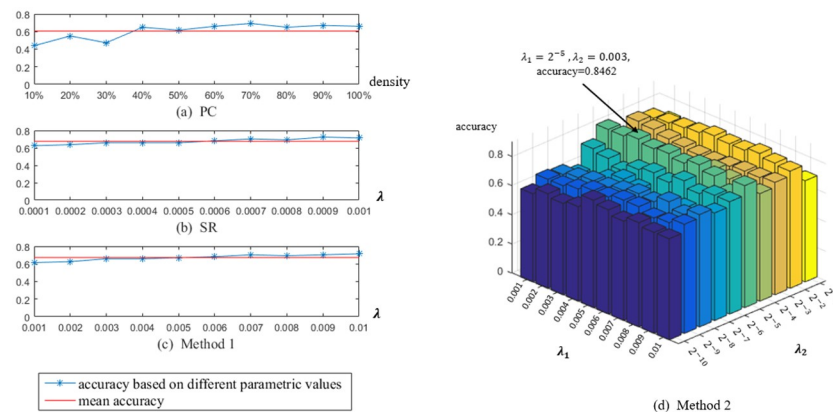 0.8
0.6
0.4
0.2
0
10% 20% 30% 40% 50% 60% 70% 80% 90% 100%
density
(a) PC
0.8
0.6
0.4
0.2
0
0.0001 0.0002 0.0003 0.0004 0.0005 0.0006 0.0007 0.0008 0.0009 0.001
λ
(b) SR
0.8
0.6
0.4
0.2
0
0.001 0.002 0.003 0.004 0.005 0.006 0.007 0.008 0.009 0.01
λ
(c) Method 1
accuracy based on different parametric values
mean accuracy
λ₁ = 2⁻⁵ , λ₂ = 0.003,
accuracy=0.8462
accuracy
0.8
0.6
0.4
0.2
0
0.001 0.002 0.003 0.004 0.005 0.006 0.007 0.008 0.009 0.01
λ₁
2⁻¹⁰ 2⁻⁹ 2⁻⁸ 2⁻⁷ 2⁻⁶ 2⁻⁵ 2⁻⁴ 2⁻³ 2⁻² 2
λ₂
(d) Method 2